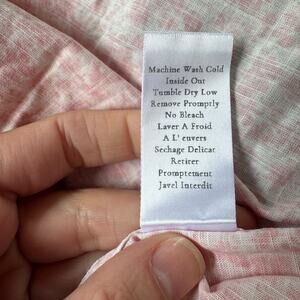 Machine Wash Cold
Inside Out
Tumble Dry Low
Remove Promptly
No Bleach
Laver A Froid
A L' envers
Sechage Delicat
Retirer
Promptement
Javel Interdit